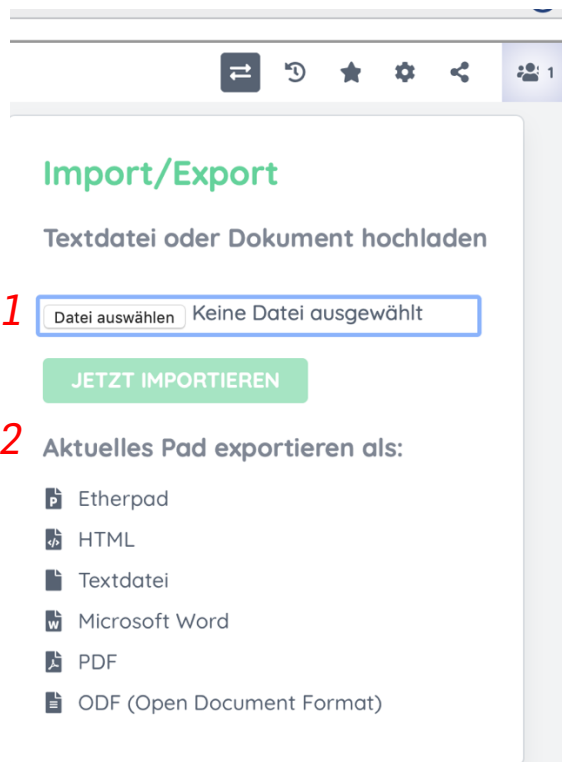 1
Import/Export
Textdatei oder Dokument hochladen
1
Datei auswählen Keine Datei ausgewählt
JETZT IMPORTIEREN
2
Aktuelles Pad exportieren als:
Etherpad
HTML
Textdatei
Microsoft Word
PDF
ODF (Open Document Format)